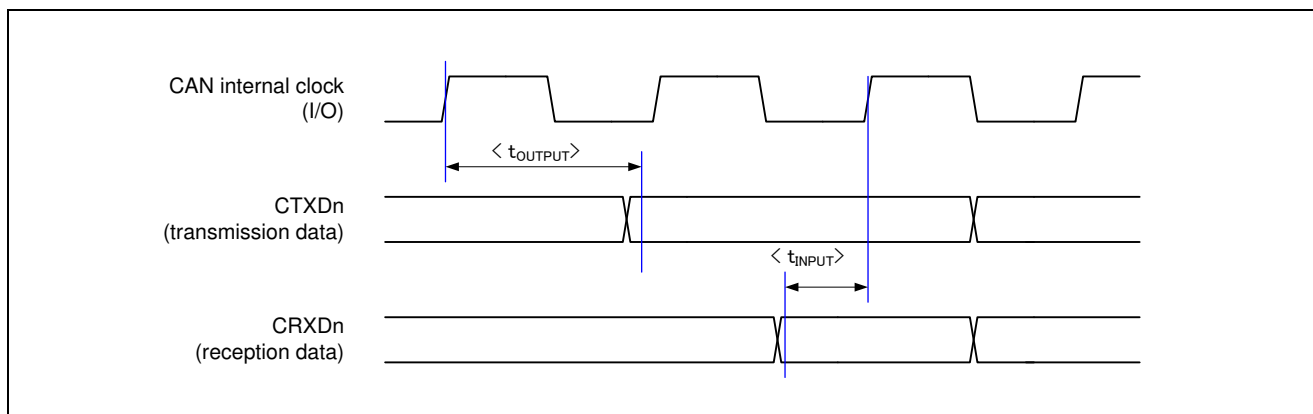 CAN internal clock
(I/O)
< tOUTPUT>
CTXDn
(transmission data)
< tINPUT>
CRXDn
(reception data)